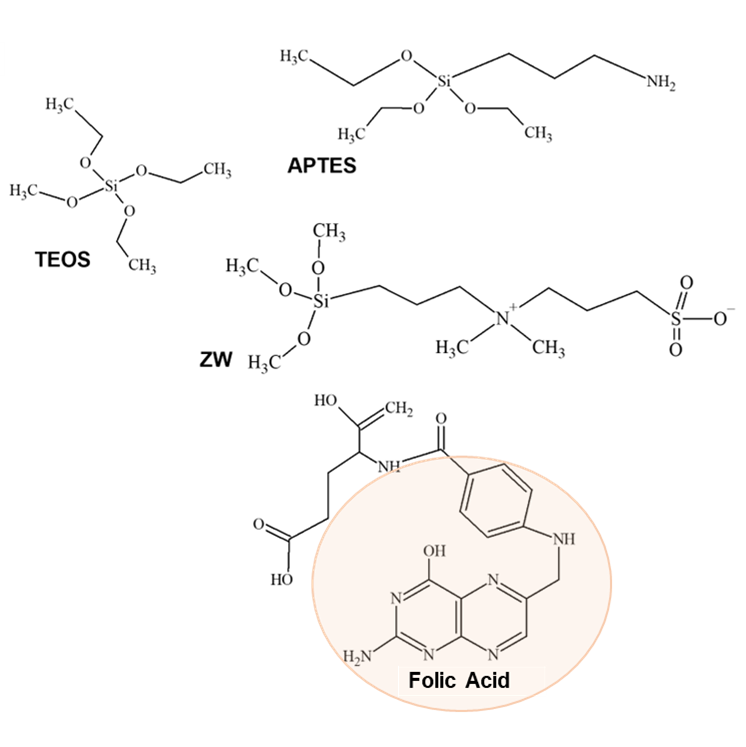 H₃C
O
Si
NH₂
O
O
H₃C
CH₃
APTES
H₃C
O
O
CH₃
Si
H₃C
O
O
TEOS
CH₃
CH₃
H₃C
O
O
Si
O
H₃C
ZW
N⁺
H₃C
CH₃
O
S
O⁻
O
HO
CH₂
O
NH
O
HO
NH
OH
N
N
H₂N
N
N
Folic Acid